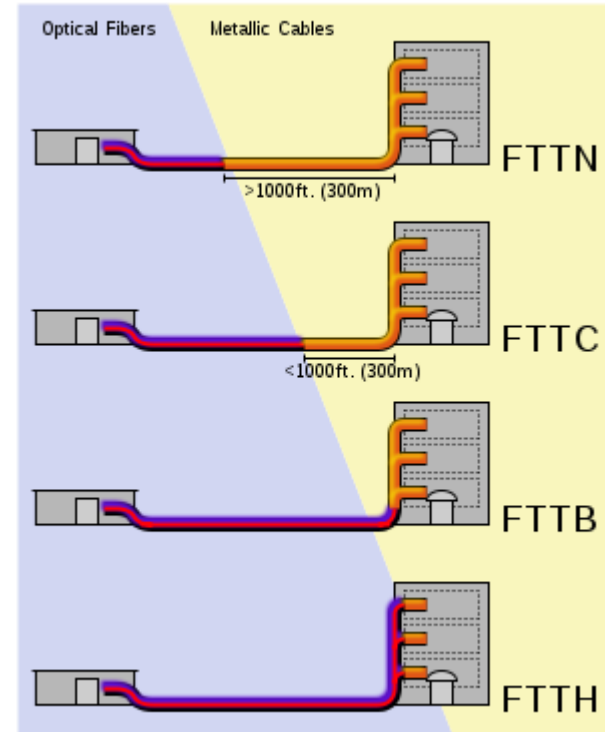 Optical Fibers Metallic Cables
FTTN
>1000ft. (300m)
FTTC
<1000ft. (300m)
FTTB
FTTH